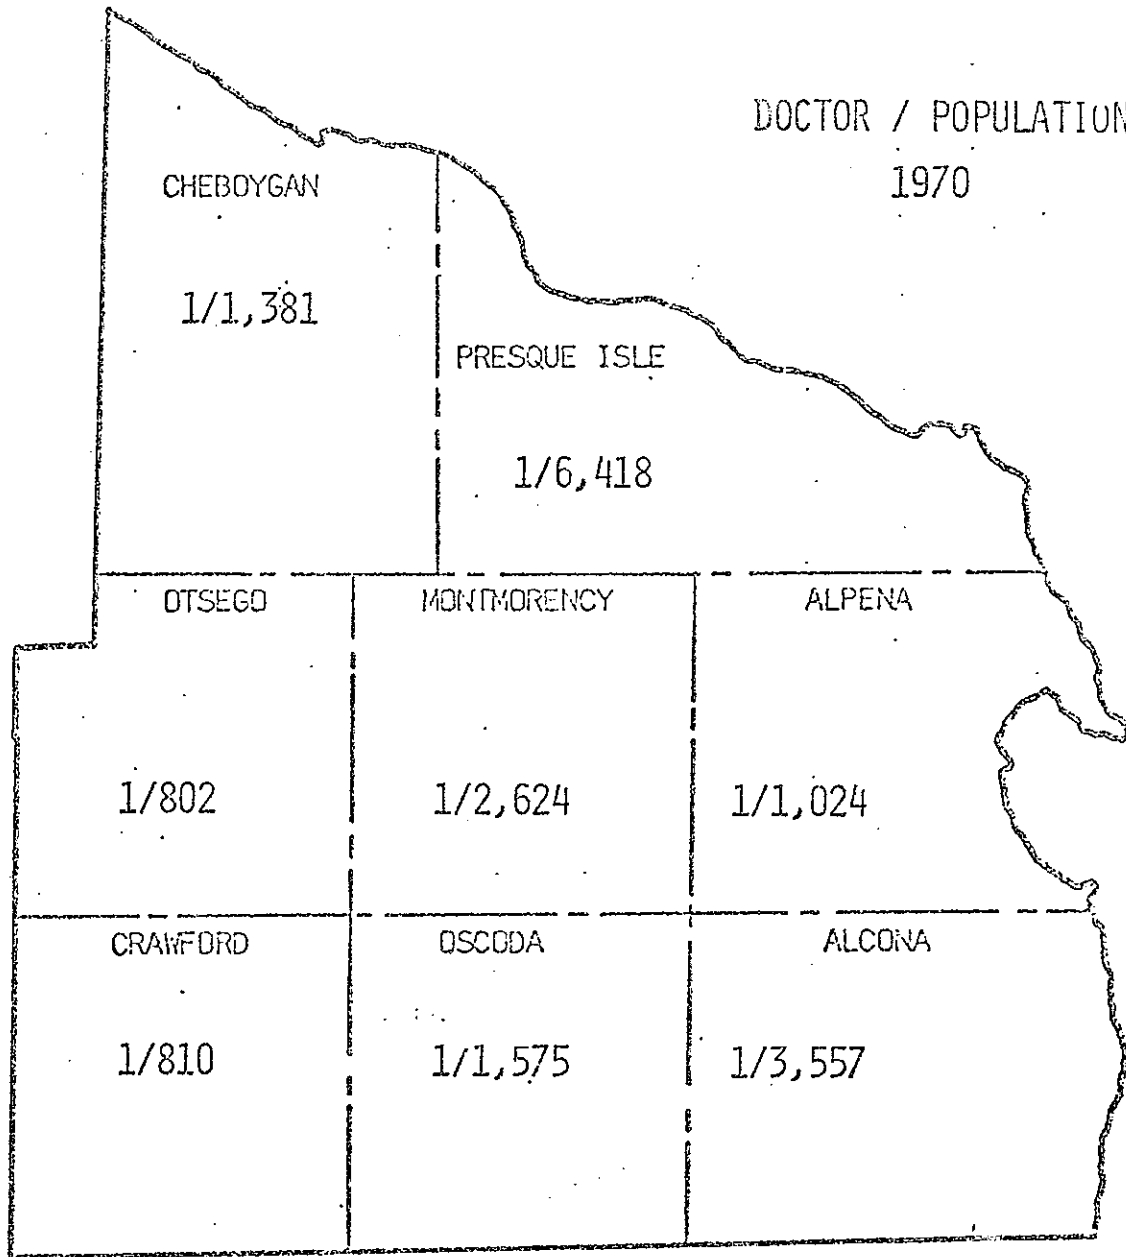 DOCTOR / POPULATION
1970
CHEBOYGAN
1/1,381
PRESQUE ISLE
1/6,418
OTSEGO
MONTMORENCY
ALPENA
1/802
1/2,624
1/1,024
CRAWFORD
OSCODA
ALCONA
1/810
1/1,575
1/3,557